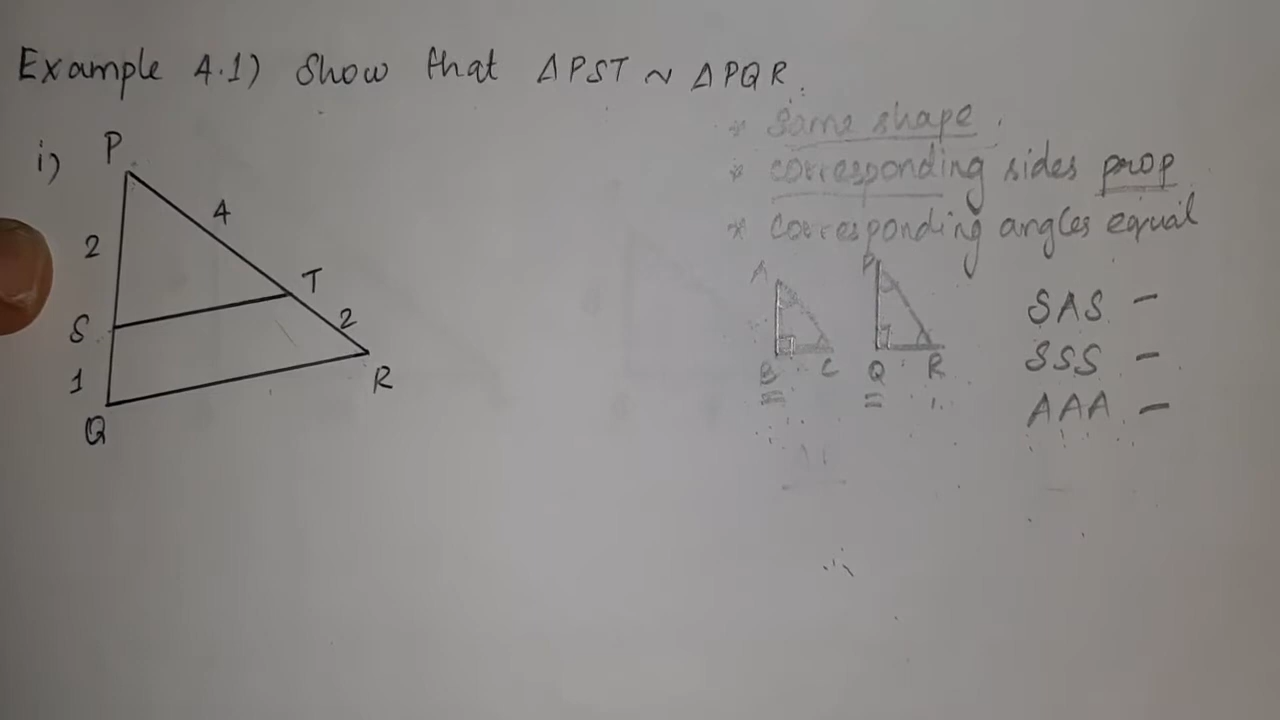 Example 4.1) Show that ΔPST ~ ΔPQR.
* Same shape.
* corresponding sides prop
* corresponding angles equal
i)
P
4
2
T
S
2
1
R
Q
A
P
B
C
Q
R
SAS -
SSS -
AAA -